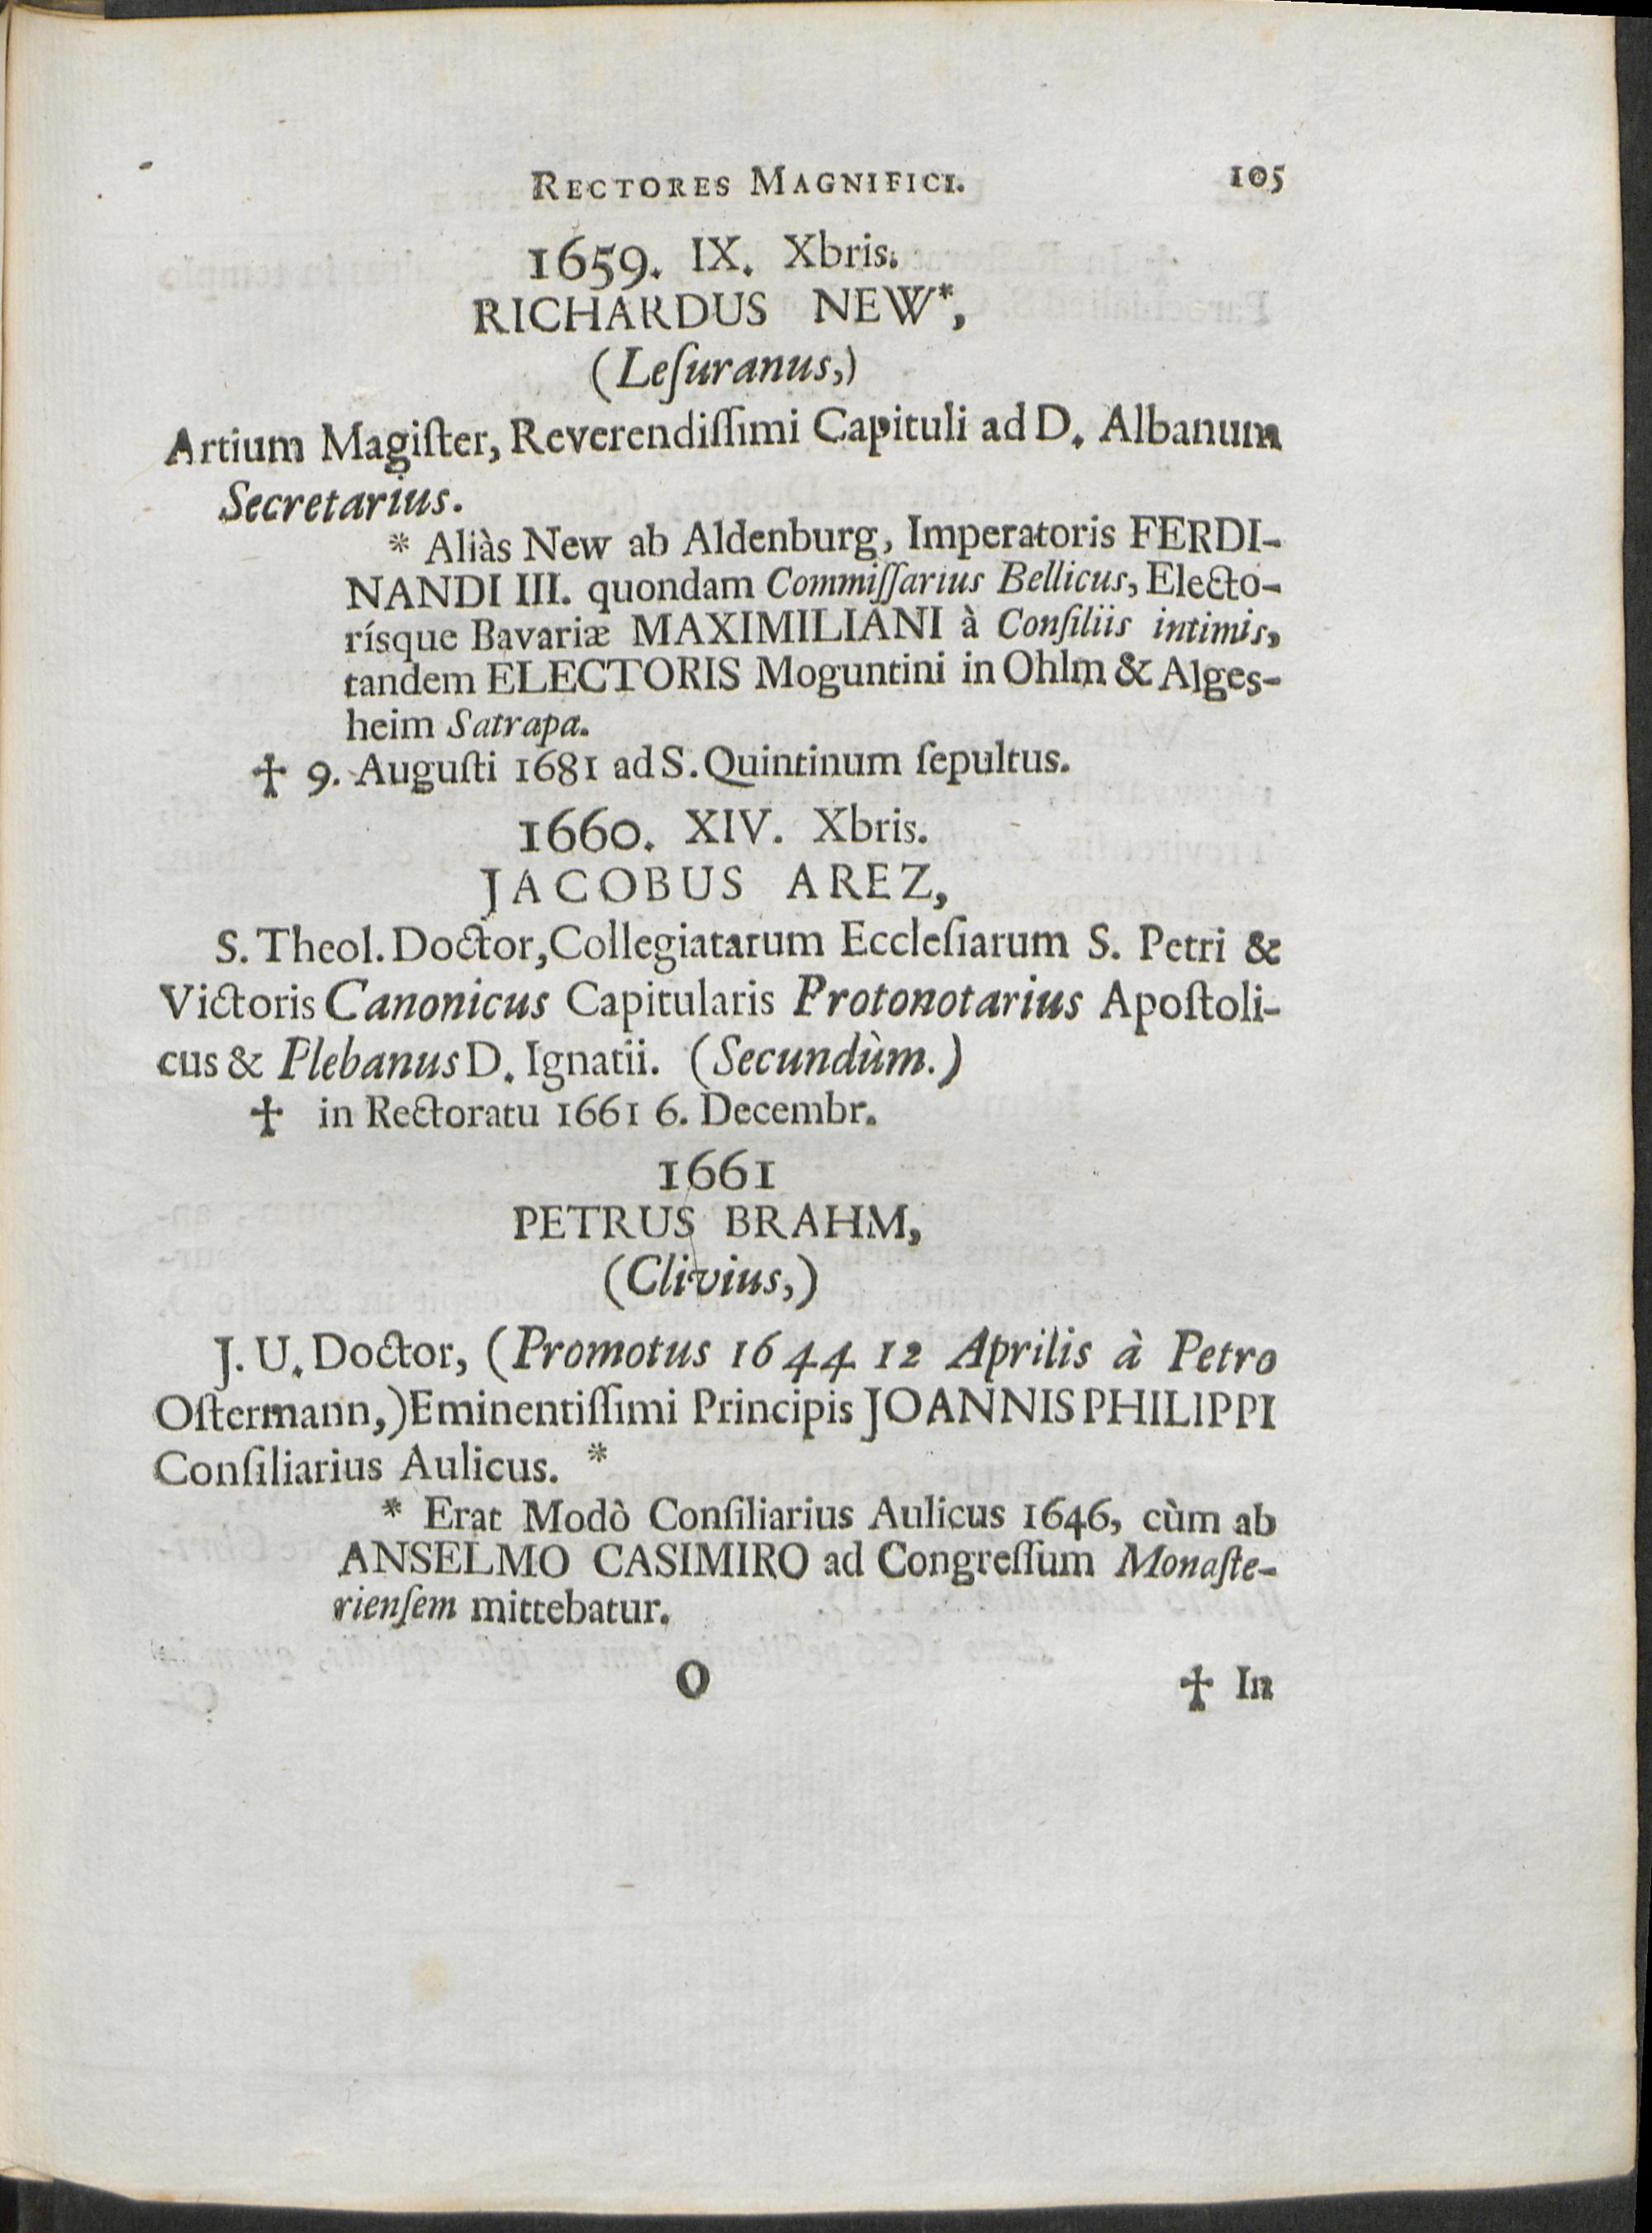 RECTORES MAGNIFICI. 105
1659. IX. Xbris.
RICHARDUS NEW*,
(Leſuranus,)
Artium Magiſter, Reverendiſſimi Capituli ad D. Albanum
Secretarius.
* Aliàs New ab Aldenburg, Imperatoris FERDI-
NANDI III. quondam Commiſſarius Bellicus, Electo-
rísque Bavariæ MAXIMILIANI à Conſiliis intimis,
tandem ELECTORIS Moguntini in Ohlm & Alges-
heim Satrapa.
✝ 9. Auguſti 1681 ad S. Quintinum ſepultus.
1660. XIV. Xbris.
JACOBUS AREZ,
S. Theol. Doctor, Collegiatarum Eccleſiarum S. Petri &
Victoris Canonicus Capitularis Protonotarius Apoſtoli-
cus & Plebanus D. Ignatii. (Secundùm.)
✝ in Rectoratu 1661 6. Decembr.
1661
PETRUS BRAHM,
(Clivius,)
J. U. Doctor, (Promotus 1644 12 Aprilis à Petro
Oſtermann,) Eminentiſſimi Principis JOANNIS PHILIPPI
Conſiliarius Aulicus. *
* Erat Modò Conſiliarius Aulicus 1646, cùm ab
ANSELMO CASIMIRO ad Congreſſum Monaſte-
rienſem mittebatur.
O ✝ In